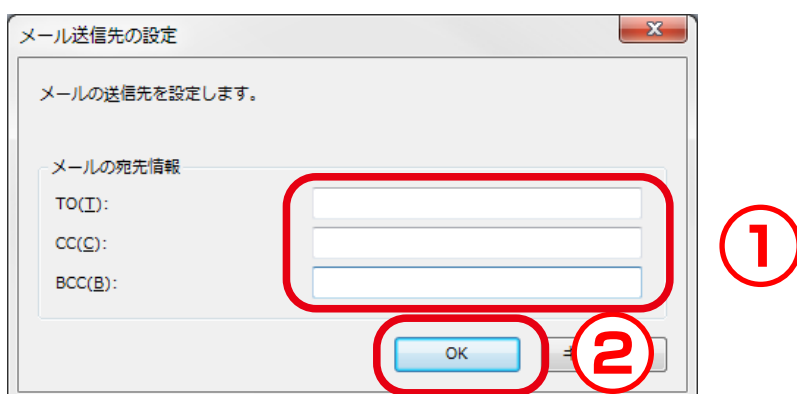 メール送信先の設定
メールの送信先を設定します。
メールの宛先情報
TO(T):
CC(C):
BCC(B):
①
OK
②